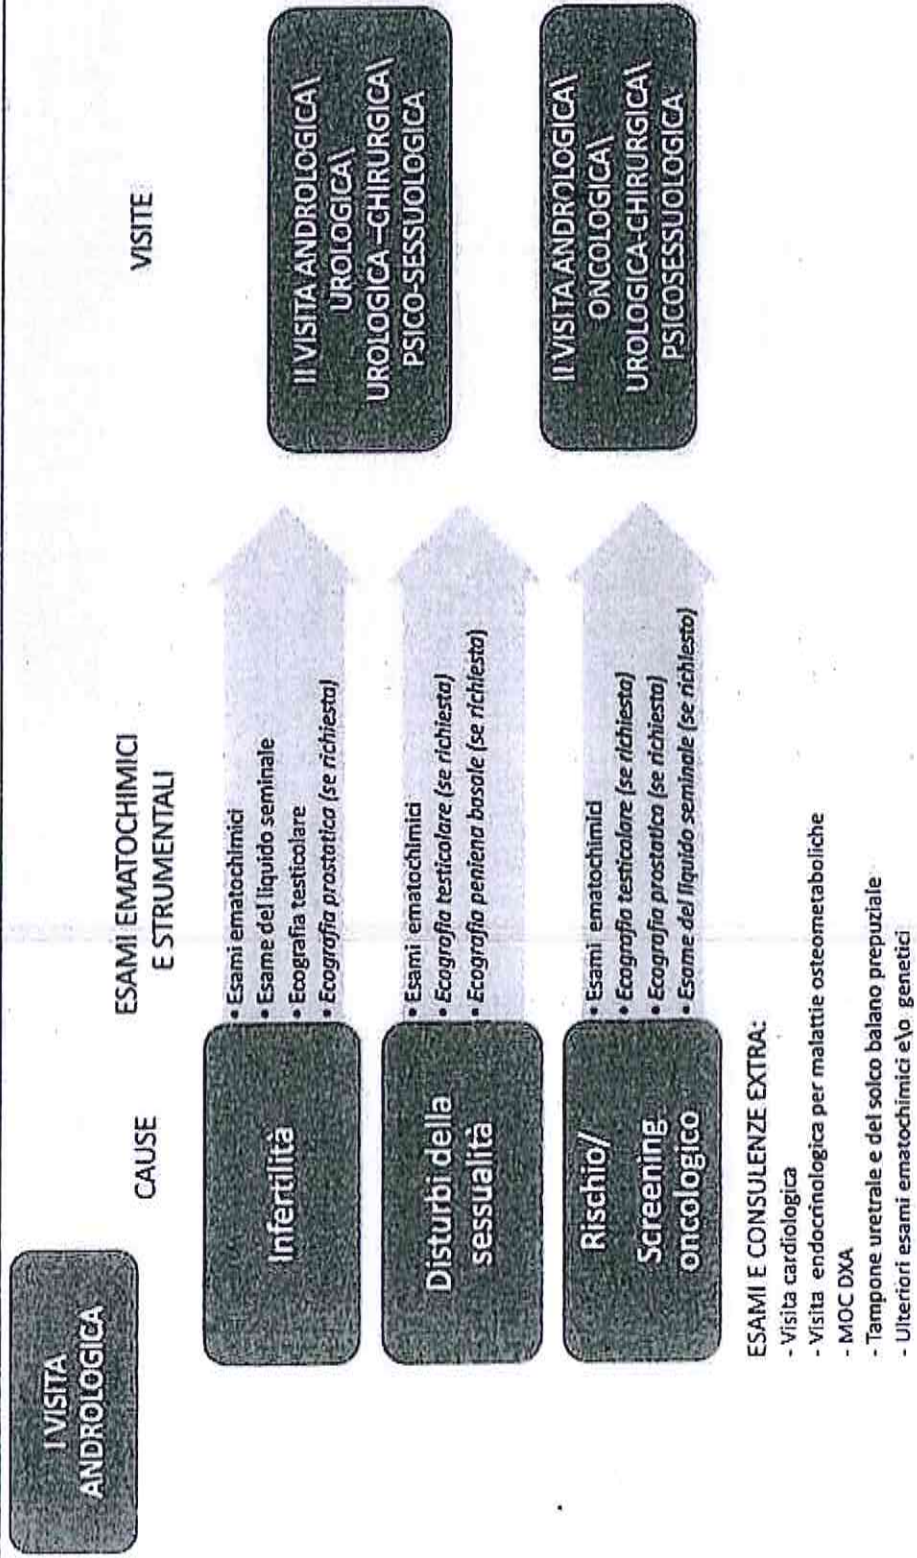 I VISITA
ANDROLOGICA
CAUSE
ESAMI EMATOCHIMICI
E STRUMENTALI
VISITE
Infertilità
• Esami ematochimici
• Esame del liquido seminale
• Ecografia testicolare
• Ecografia prostatica (se richiesta)
Disturbi della
sessualità
• Esami ematochimici
• Ecografia testicolare (se richiesta)
• Ecografia peniena basale (se richiesta)
Rischio/
Screening
oncologico
• Esami ematochimici
• Ecografia testicolare (se richiesta)
• Ecografia prostatica (se richiesta)
• Esame del liquido seminale (se richiesto)
II VISITA ANDROLOGICA\
UROLOGICA\
UROLOGICA –CHIRURGICA\
PSICO-SESSUOLOGICA
II VISITA ANDROLOGICA\
ONCOLOGICA\
UROLOGICA-CHIRURGICA\
PSICOSESSUOLOGICA
ESAMI E CONSULENZE EXTRA:
- Visita cardiologica
- Visita endocrinologica per malattie osteometaboliche
- MOC DXA
- Tampone uretrale e del solco balano prepuziale
- Ulteriori esami ematochimici e\o genetici